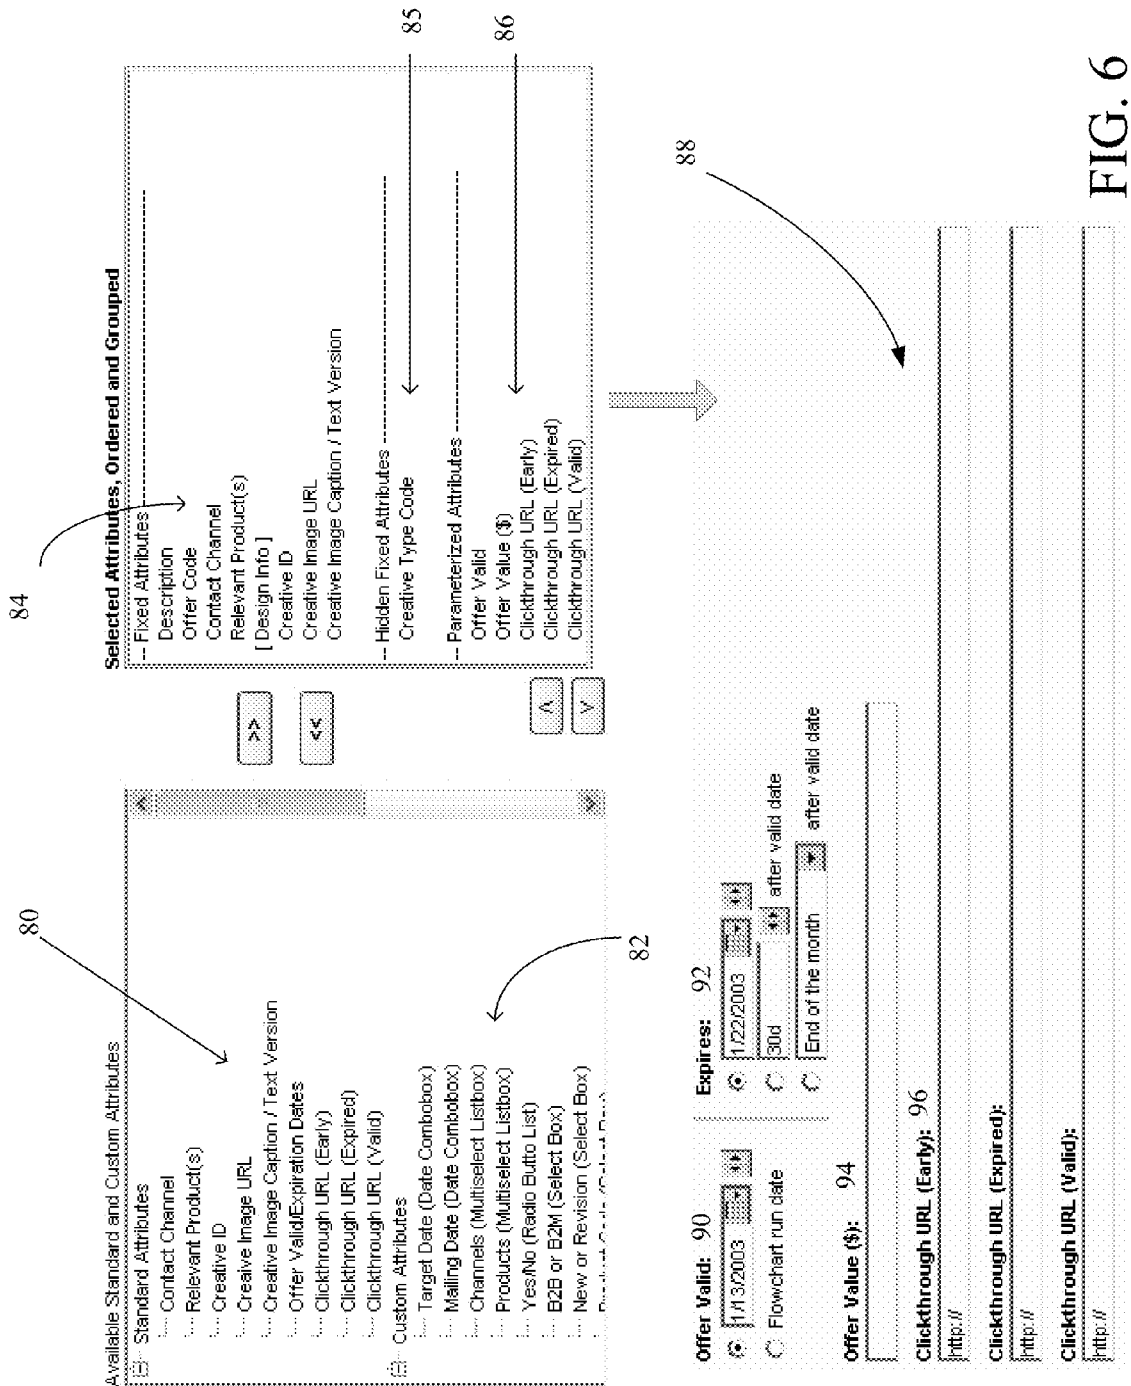 80
84
Available Standard and Custom Attributes
Standard Attributes
Contact Channel
Relevant Product(s)
Creative ID
Creaive Image URL
Creative Image Caption / Text Version
Offer Valid/Expiration Dates
Clickthrough URL (Early)
Clickthrough URL (Expired)
Clickthrough URL (Valid)
Custom Attributes
Target Date (Date Combobox)
Mailing Date (Date Combobox)
Channels (Multiselect Listbox)
Products (Multiselect Listbox)
Yes/No (Radio Butto List)
B2B or B2M (Select Box)
New or Revision (Select Box)
82
>>
<<
Λ
V
Selected Attributes, Ordered and Grouped
-- Fixed Attributes --------------------
Description
Offer Code
Contact Channel
Relevant Product(s)
[ Design Info ]
Creative ID
Creative Image URL
Creative Image Caption / Text Version
-- Hidden Fixed Attributes --------------------
Creative Type Code
-- Parameterized Attributes --------------------
Offer Valid
Offer Value ($)
Clickthrough URL (Early)
Clickthrough URL (Expired)
Clickthrough URL (Valid)
85
86
88
Offer Valid: 90
1/13/2003
Flowchart run date
Expires: 92
1/22/2003
30d after valid date
End of the month after valid date
Offer Value ($): 94
Clickthrough URL (Early): 96
http://
Clickthrough URL (Expired):
http://
Clickthrough URL (Valid):
http://
FIG. 6